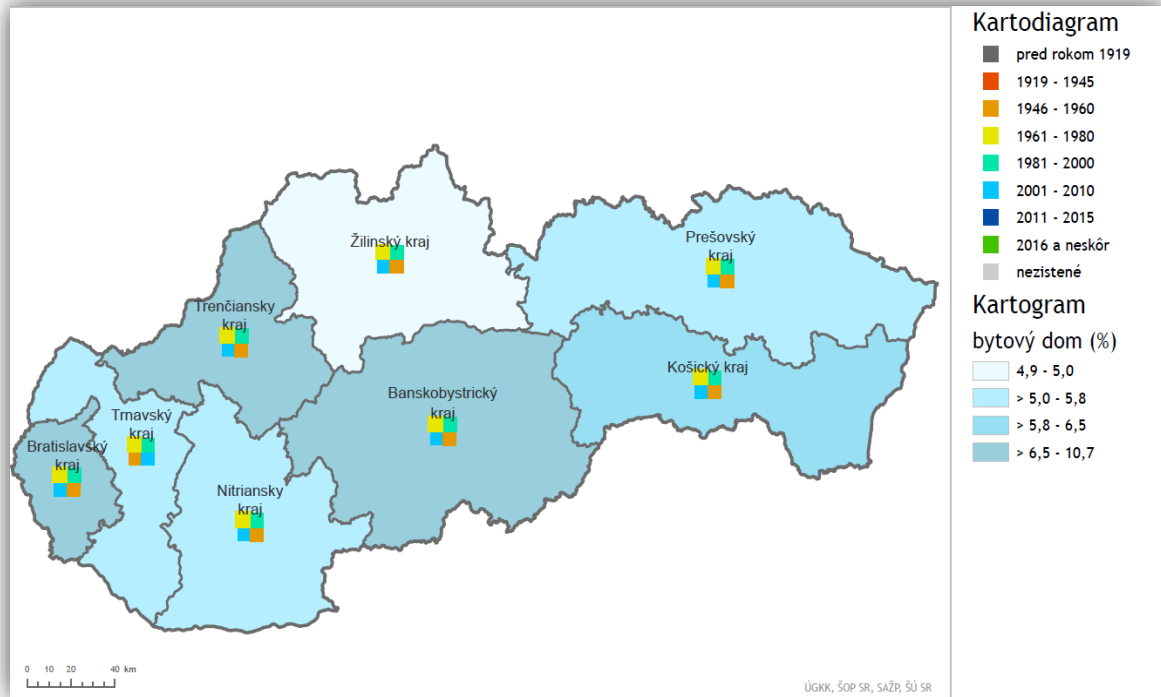 Žilinský kraj
Prešovský
kraj
Trenčiansky
kraj
Košický kraj
Banskobystrický
kraj
Trnavský
kraj
Bratislavský
kraj
Nitriansky
kraj
0 10 20 40 km
ÚGKK, ŠOP SR, SAŽP, ŠÚ SR
Kartodiagram
pred rokom 1919
1919 - 1945
1946 - 1960
1961 - 1980
1981 - 2000
2001 - 2010
2011 - 2015
2016 a neskôr
nezistené
Kartogram
bytový dom (%)
4,9 - 5,0
> 5,0 - 5,8
> 5,8 - 6,5
> 6,5 - 10,7